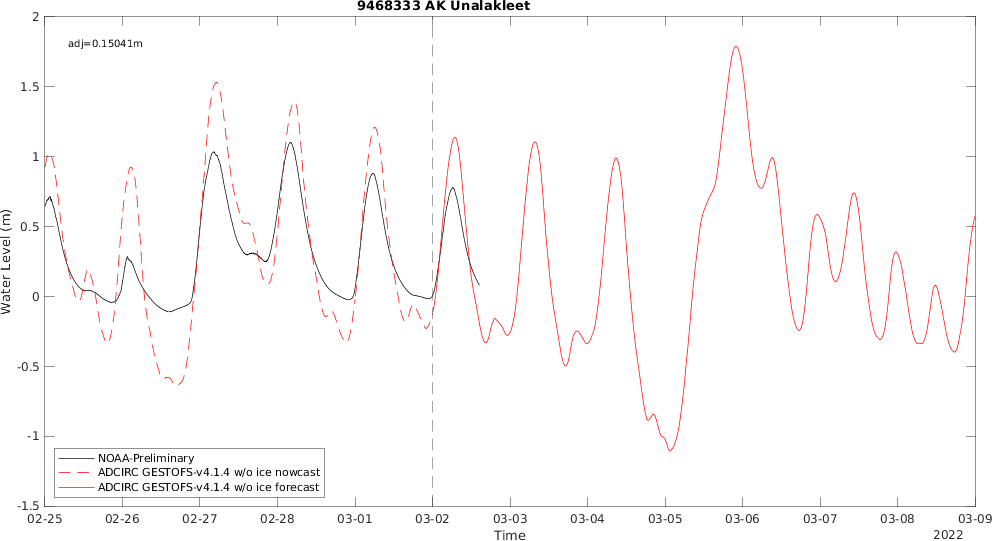 9468333 AK Unalakleet
adj=0.15041m
Water Level (m)
2
1.5
1
0.5
0
-0.5
-1
-1.5
NOAA-Preliminary
ADCIRC GESTOFS-v4.1.4 w/o ice nowcast
ADCIRC GESTOFS-v4.1.4 w/o ice forecast
02-25 02-26 02-27 02-28 03-01 03-02 03-03 03-04 03-05 03-06 03-07 03-08 03-09
Time
2022